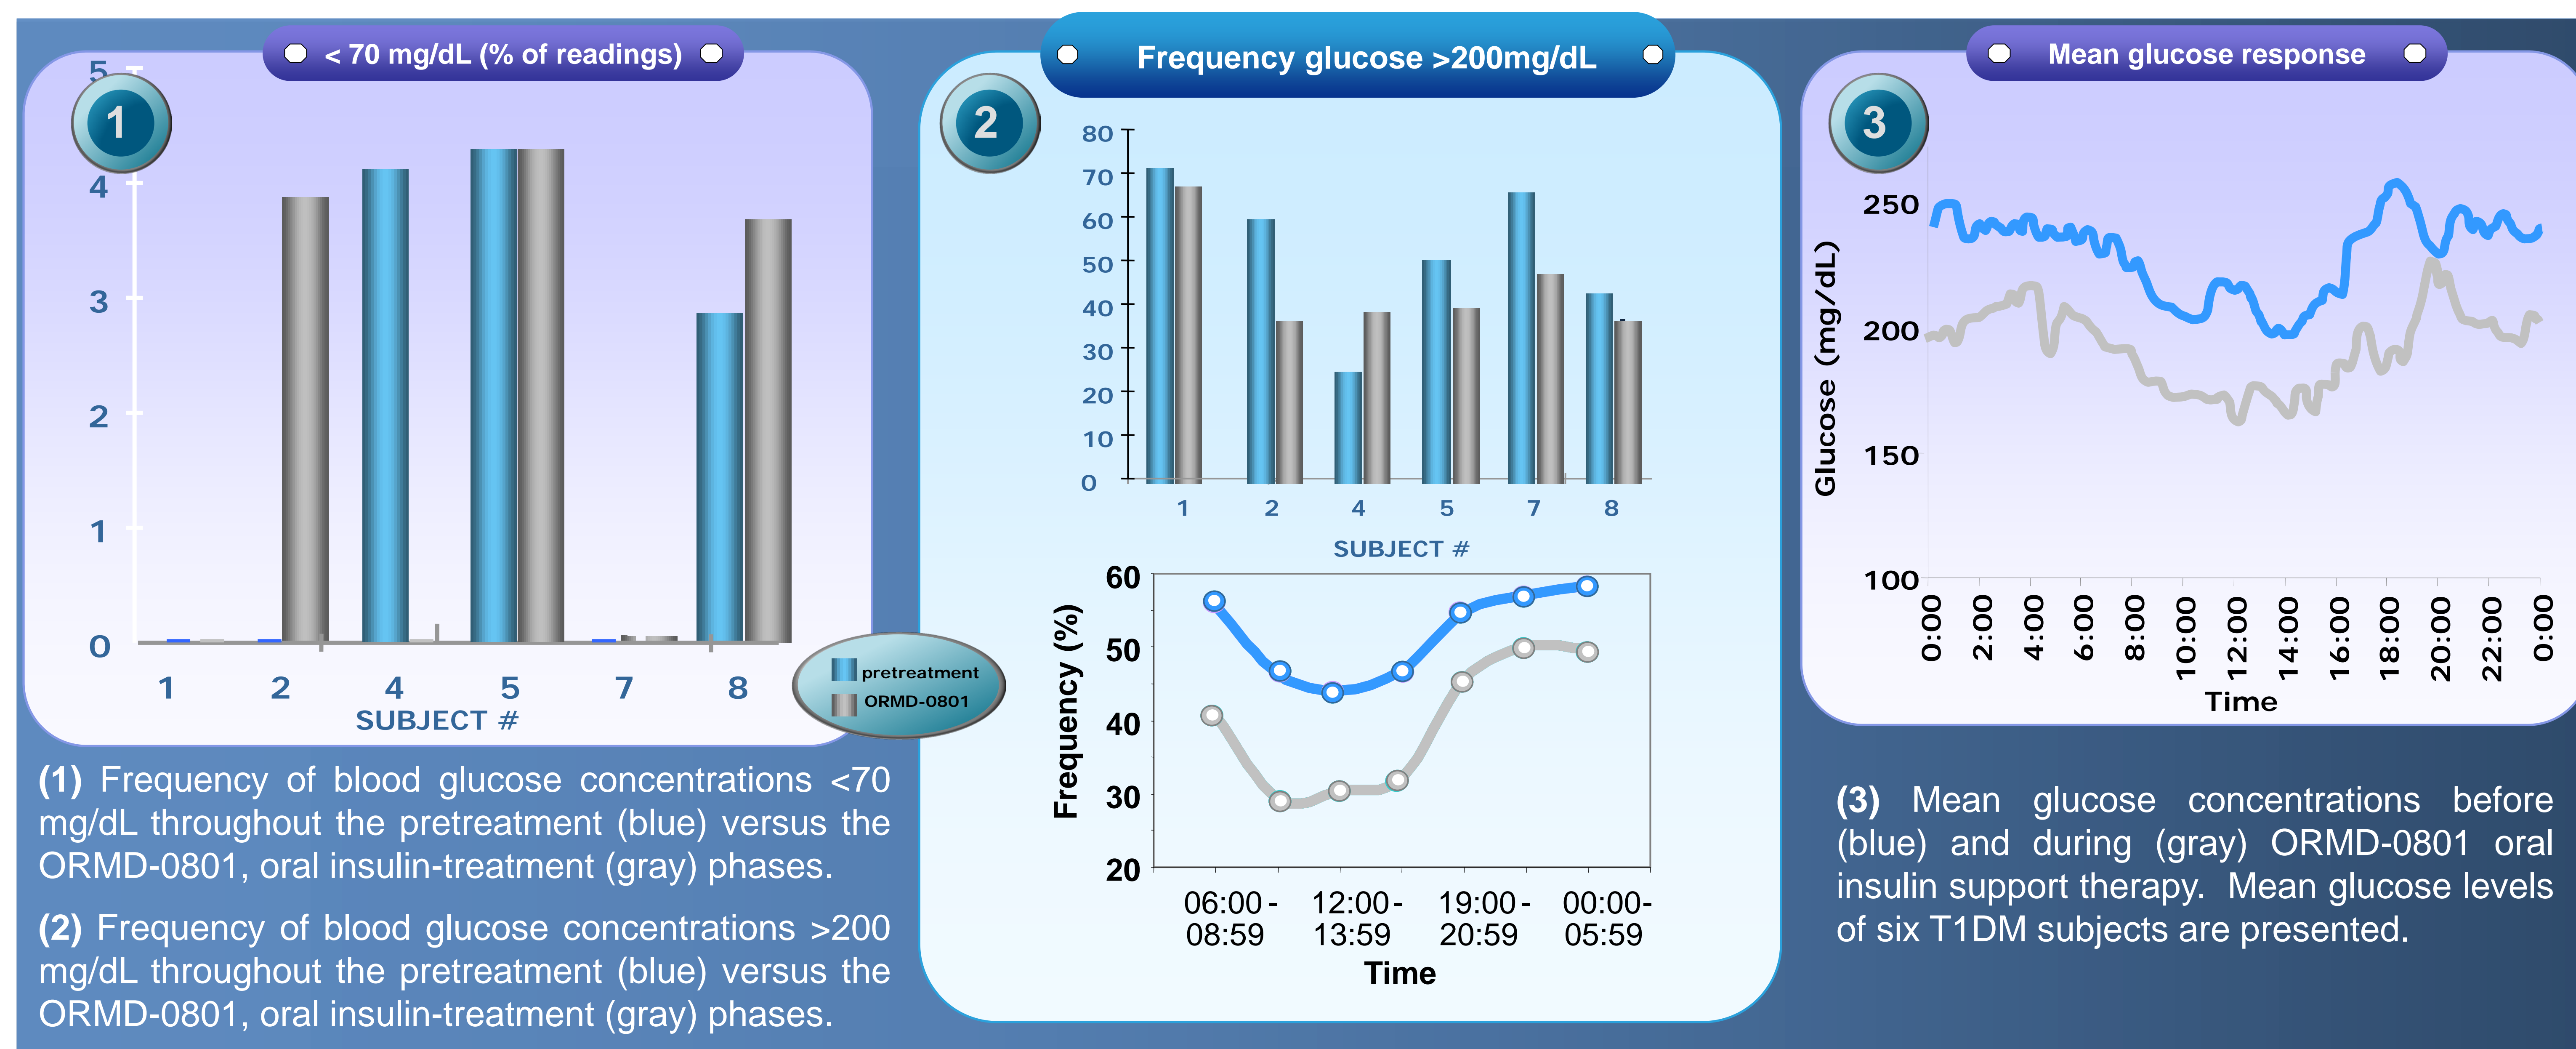 < 70 mg/dL (% of readings)
1
5
4
3
2
1
0
1 2 4 5 7 8
SUBJECT #
pretreatment
ORMD-0801
(1) Frequency of blood glucose concentrations <70
mg/dL throughout the pretreatment (blue) versus the
ORMD-0801, oral insulin-treatment (gray) phases.
(2) Frequency of blood glucose concentrations >200
mg/dL throughout the pretreatment (blue) versus the
ORMD-0801, oral insulin-treatment (gray) phases.
Frequency glucose >200mg/dL
2
80
70
60
50
40
30
20
10
0
1 2 4 5 7 8
SUBJECT #
Frequency (%)
60
50
40
30
20
06:00- 12:00- 19:00- 00:00-
08:59 13:59 20:59 05:59
Time
Mean glucose response
3
Glucose (mg/dL)
250
200
150
100
0:00 2:00 4:00 6:00 8:00 10:00 12:00 14:00 16:00 18:00 20:00 22:00 0:00
Time
(3) Mean glucose concentrations before
(blue) and during (gray) ORMD-0801 oral
insulin support therapy. Mean glucose levels
of six T1DM subjects are presented.